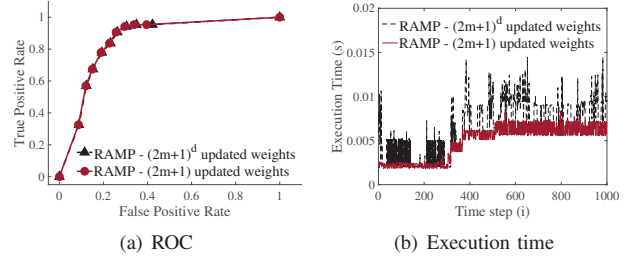 1
0.8
0.6
0.4
0.2
0
True Positive Rate
RAMP - (2m+1)^d updated weights
RAMP - (2m+1) updated weights
0 0.2 0.4 0.6 0.8 1
False Positive Rate
(a) ROC
0.02
0.015
0.01
0.005
0
Execution Time (s)
RAMP - (2m+1)^d updated weights
RAMP - (2m+1) updated weights
0 200 400 600 800 1000
Time step (i)
(b) Execution time